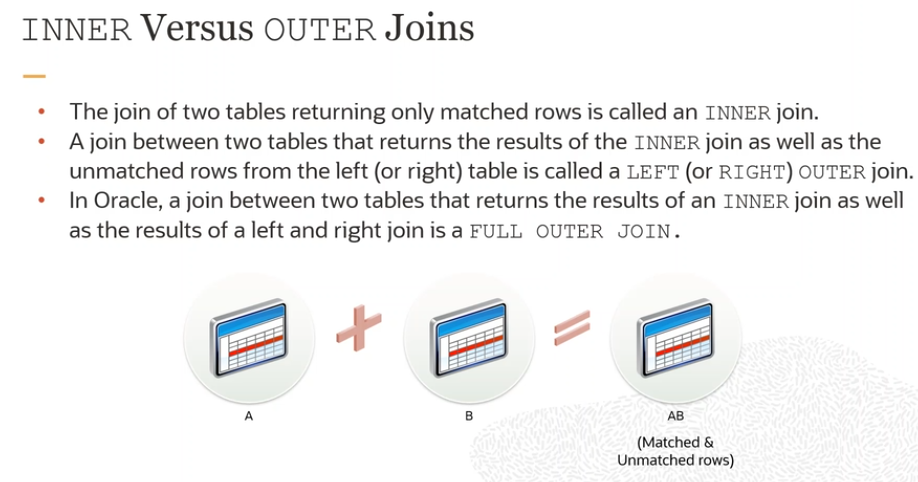 INNER Versus OUTER Joins
• The join of two tables returning only matched rows is called an INNER join.
• A join between two tables that returns the results of the INNER join as well as the
unmatched rows from the left (or right) table is called a LEFT (or RIGHT) OUTER join.
• In Oracle, a join between two tables that returns the results of an INNER join as well
as the results of a left and right join is a FULL OUTER JOIN.
A
B
AB
(Matched &
Unmatched rows)